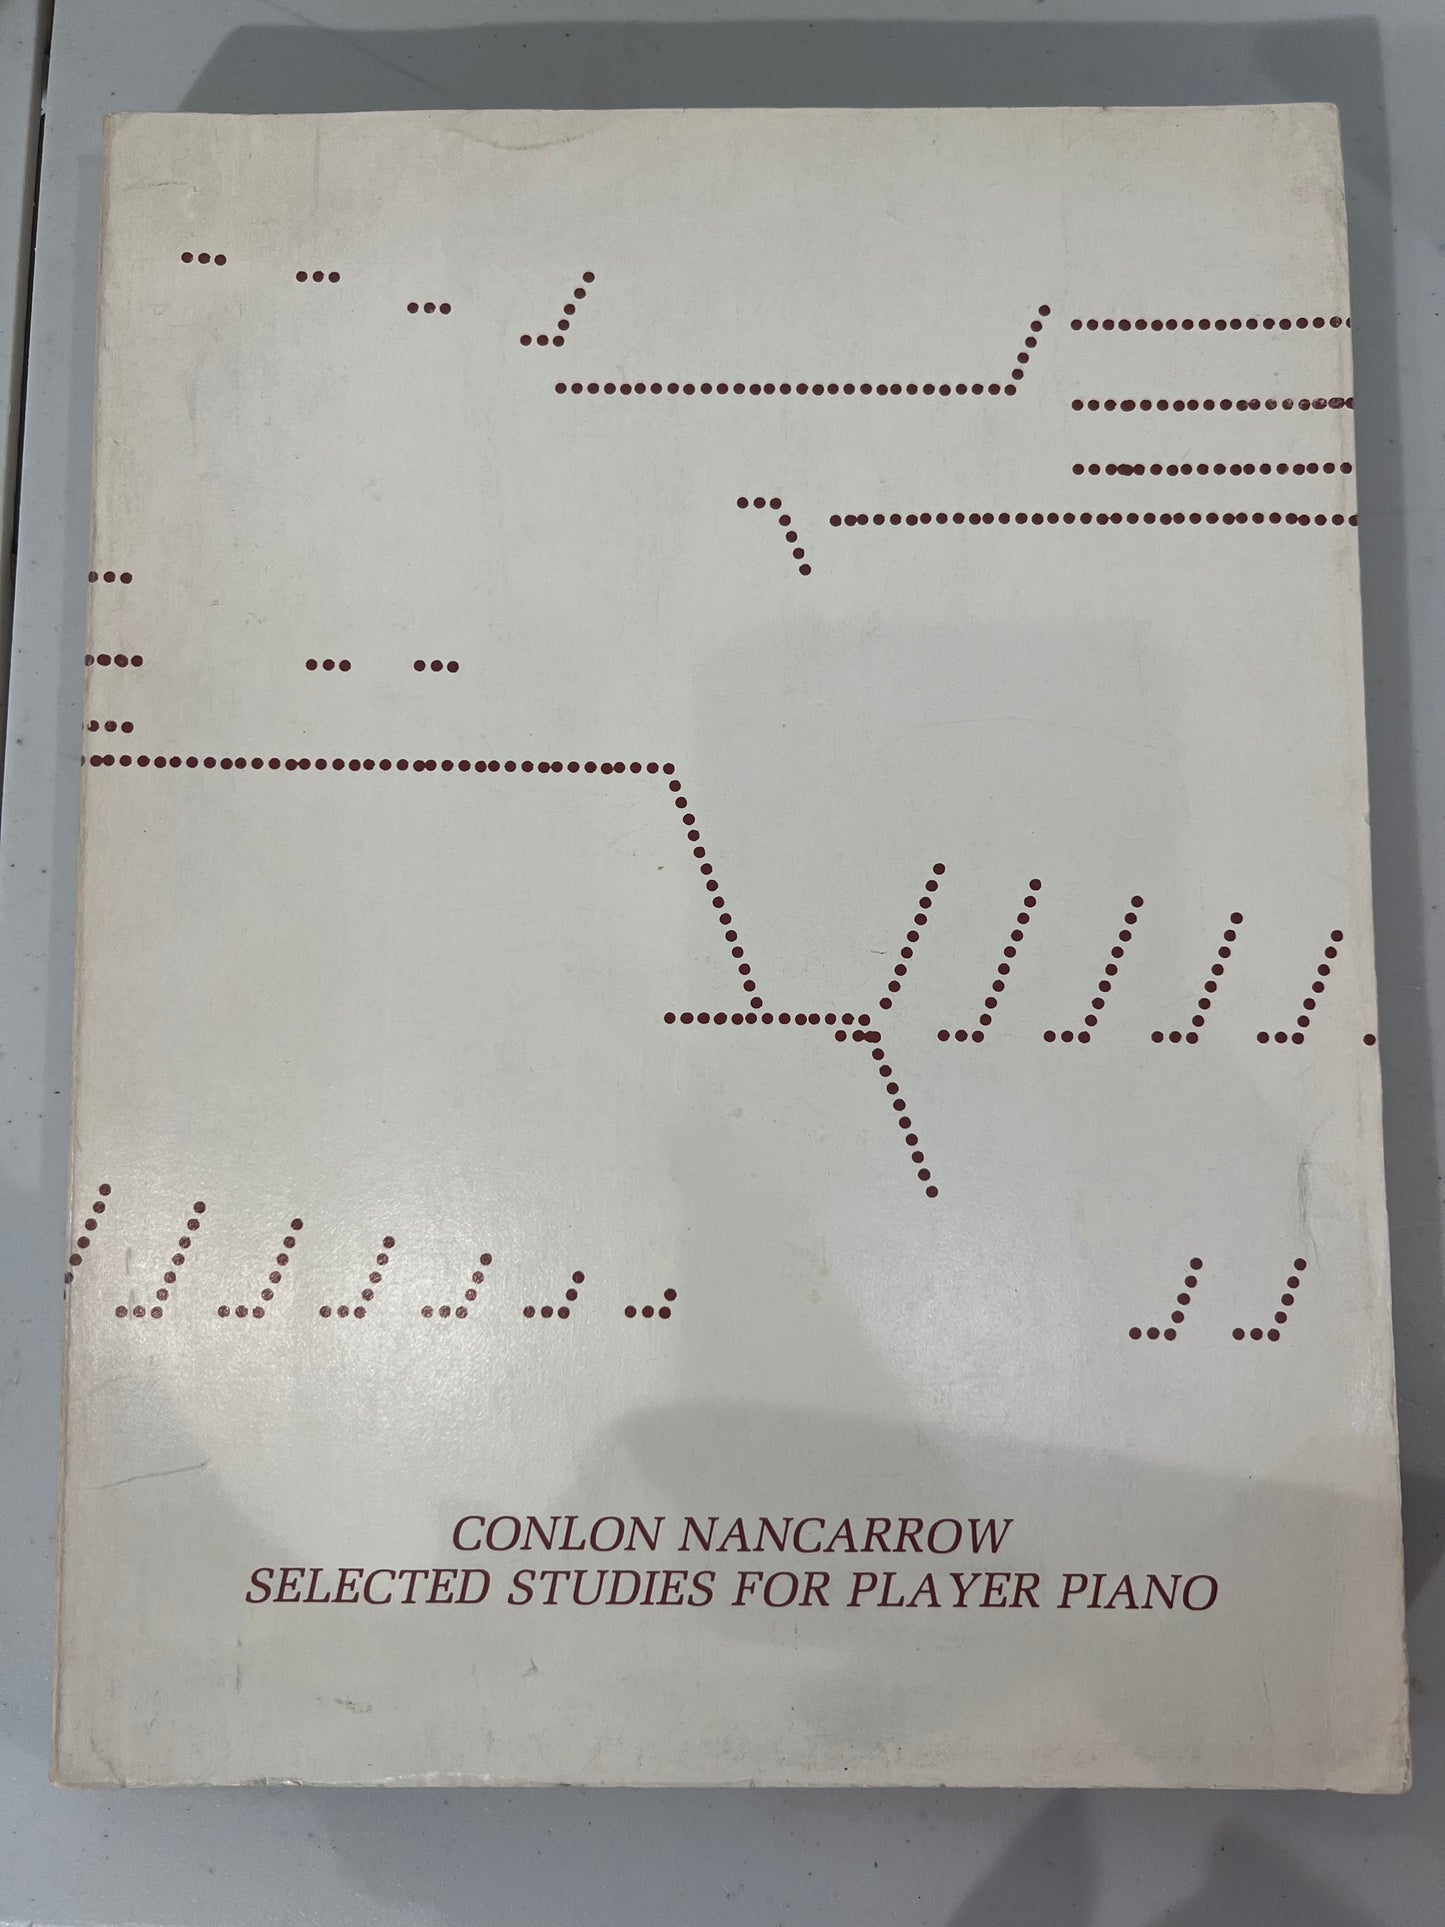 CONLON NANCARROW
SELECTED STUDIES FOR PLAYER PIANO